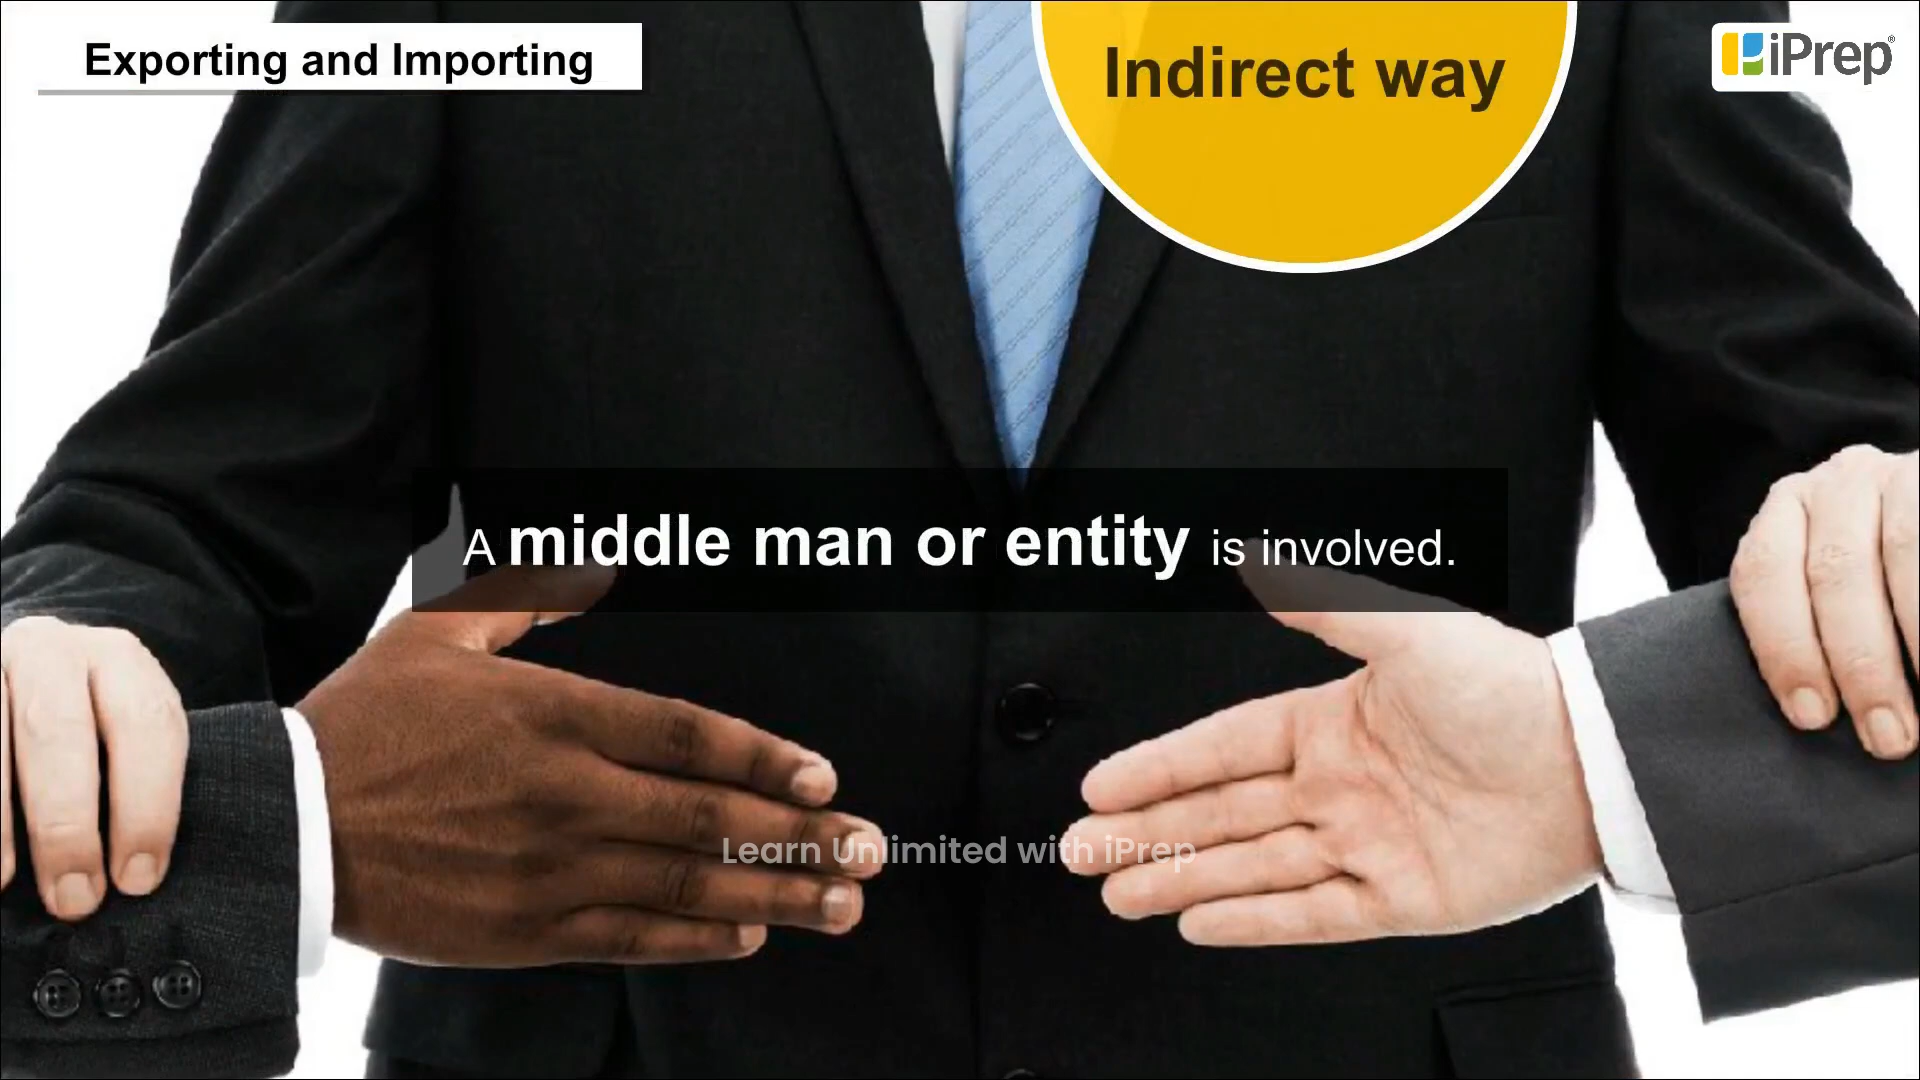 Exporting and Importing
Indirect way
iPrep®
A middle man or entity is involved.
Learn Unlimited with iPrep